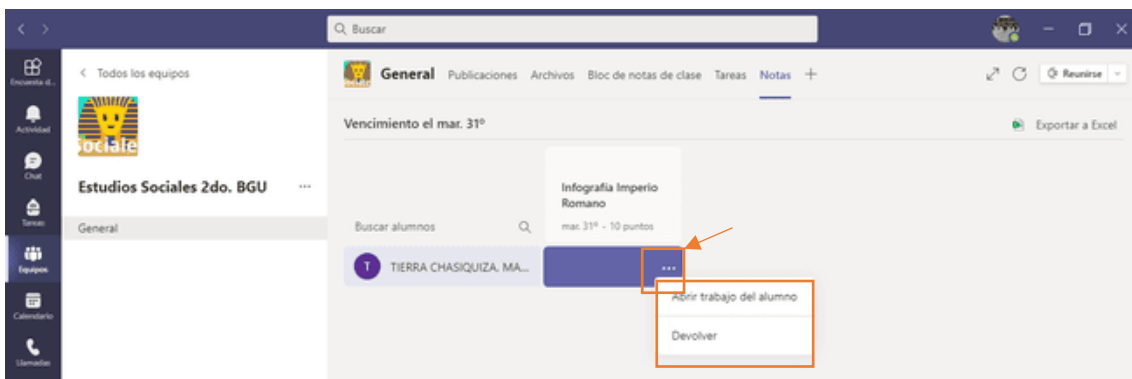 Buscar
Encuesta d...
Actividad
Chat
Tareas
Equipos
Calendario
Llamadas
Todos los equipos
Sociale
Estudios Sociales 2do. BGU ...
General
General Publicaciones Archivos Bloc de notas de clase Tareas Notas +
Reunirse
Vencimiento el mar. 31º
Exportar a Excel
Infografía Imperio
Romano
mar. 31º - 10 puntos
Buscar alumnos
T TIERRA CHASIQUIZA, MA...
...
Abrir trabajo del alumno
Devolver